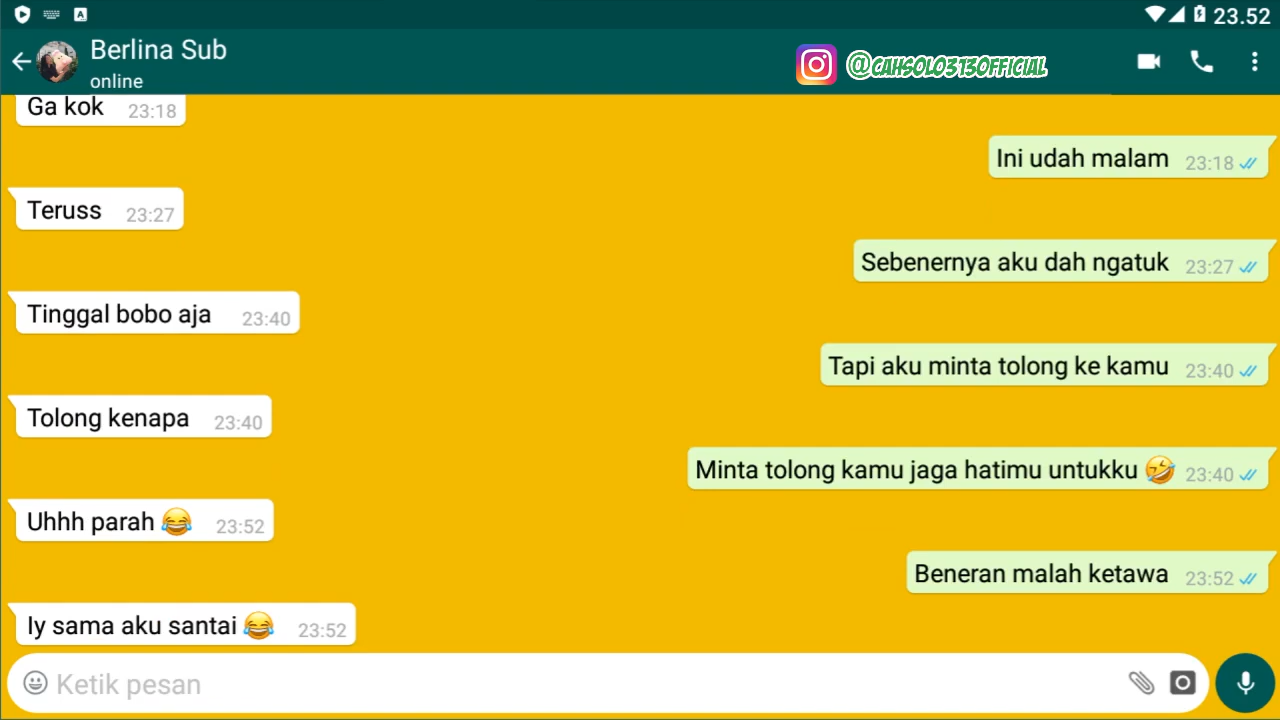 A
23.52
Berlina Sub
online
@CAHSOLO313OFFICIAL
Ga kok 23:18
Ini udah malam 23:18
Teruss 23:27
Sebenernya aku dah ngatuk 23:27
Tinggal bobo aja 23:40
Tapi aku minta tolong ke kamu 23:40
Tolong kenapa 23:40
Minta tolong kamu jaga hatimu untukku 🤣 23:40
Uhhh parah 😂 23:52
Beneran malah ketawa 23:52
Iy sama aku santai 😂 23:52
Ketik pesan